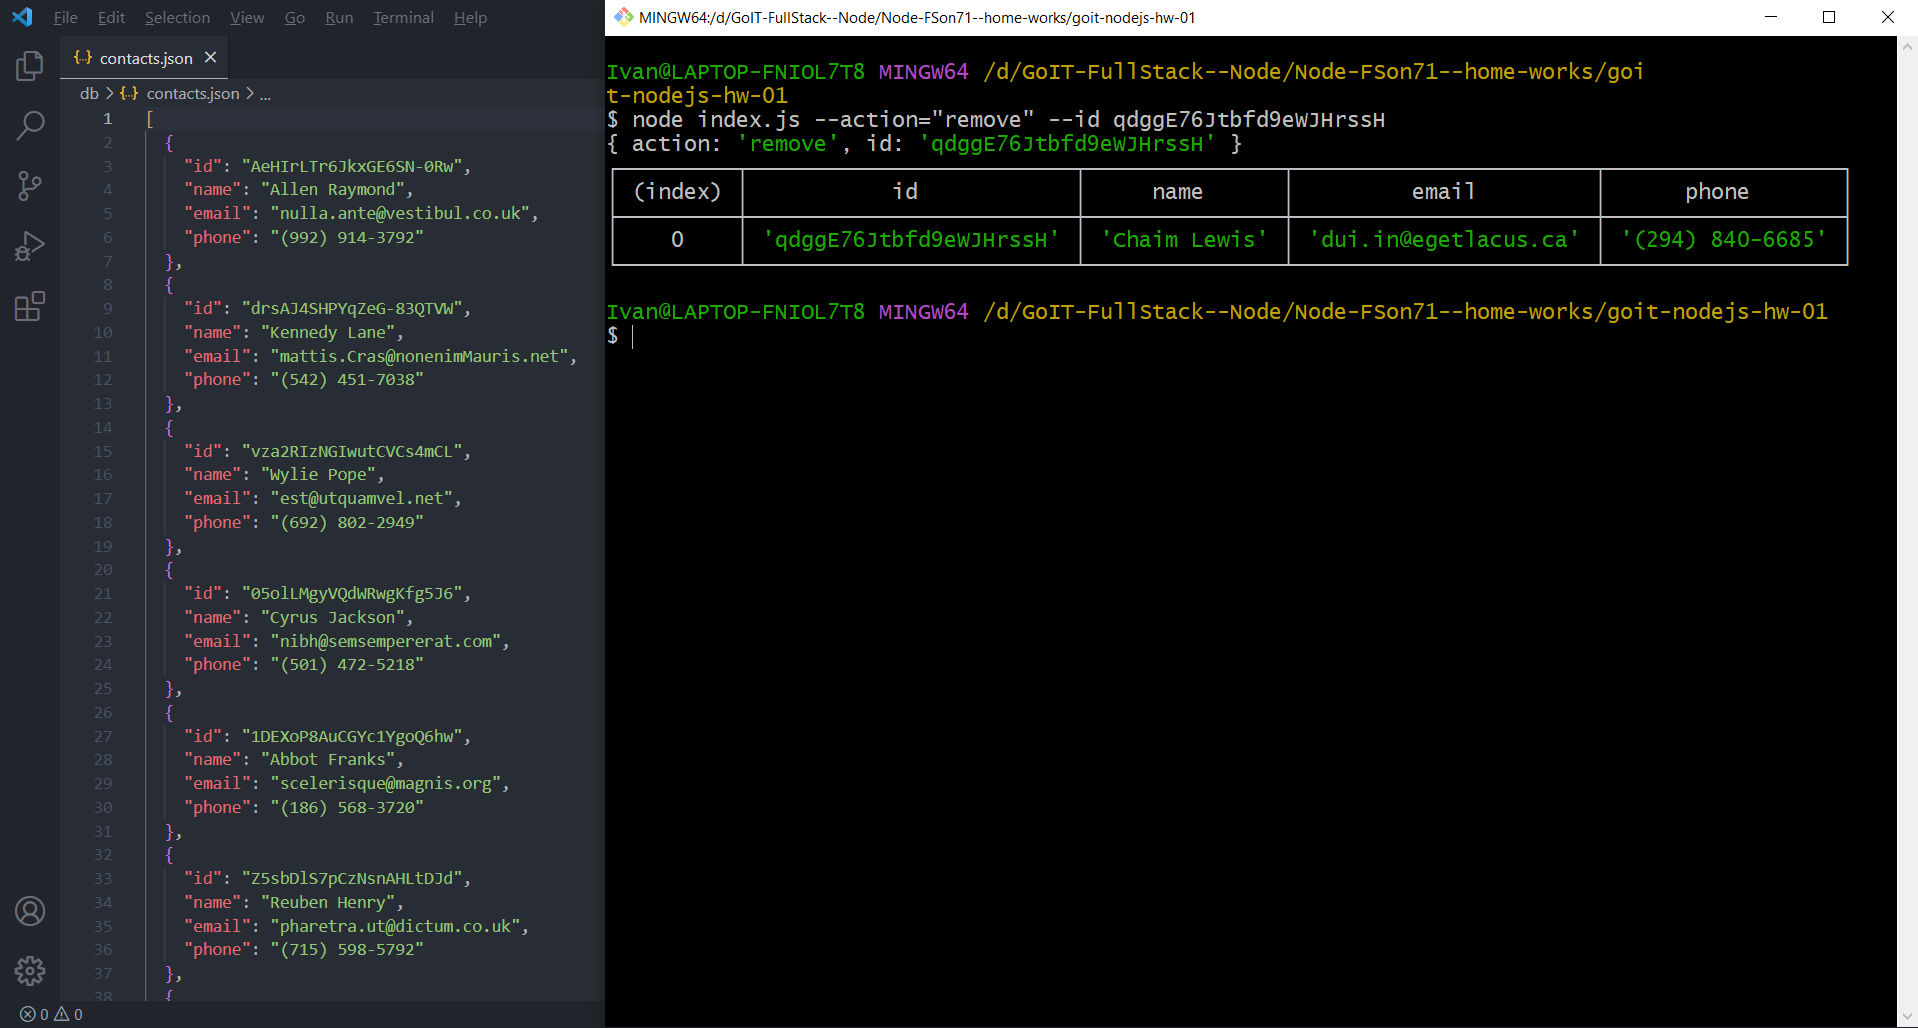 File Edit Selection View Go Run Terminal Help
{..} contacts.json ×
db > {..} contacts.json > ...
1 [
2 {
3 "id": "AeHIrLTr6JkxGE6SN-0Rw",
4 "name": "Allen Raymond",
5 "email": "nulla.ante@vestibul.co.uk",
6 "phone": "(992) 914-3792"
7 },
8 {
9 "id": "drsAJ4SHPYqZeG-83QTVW",
10 "name": "Kennedy Lane",
11 "email": "mattis.Cras@nonenimMauris.net",
12 "phone": "(542) 451-7038"
13 },
14 {
15 "id": "vza2RIzNGIwutCVCs4mCL",
16 "name": "Wylie Pope",
17 "email": "est@utquamvel.net",
18 "phone": "(692) 802-2949"
19 },
20 {
21 "id": "05olLMgyVQdWRwgKfg5J6",
22 "name": "Cyrus Jackson",
23 "email": "nibh@semsempererat.com",
24 "phone": "(501) 472-5218"
25 },
26 {
27 "id": "1DEXoP8AuCGYc1YgoQ6hw",
28 "name": "Abbot Franks",
29 "email": "scelerisque@magnis.org",
30 "phone": "(186) 568-3720"
31 },
32 {
33 "id": "Z5sbDlS7pCzNsnAHLtDJd",
34 "name": "Reuben Henry",
35 "email": "pharetra.ut@dictum.co.uk",
36 "phone": "(715) 598-5792"
37 },
38 {
0 0
MINGW64:/d/GoIT-FullStack--Node/Node-FSon71--home-works/goit-nodejs-hw-01
Ivan@LAPTOP-FNIOL7T8 MINGW64 /d/GoIT-FullStack--Node/Node-FSon71--home-works/goi
t-nodejs-hw-01
$ node index.js --action="remove" --id qdggE76Jtbfd9eWJHrssH
{ action: 'remove', id: 'qdggE76Jtbfd9eWJHrssH' }
(index) id name email phone
0 'qdggE76Jtbfd9eWJHrssH' 'Chaim Lewis' 'dui.in@egetlacus.ca' '(294) 840-6685'
Ivan@LAPTOP-FNIOL7T8 MINGW64 /d/GoIT-FullStack--Node/Node-FSon71--home-works/goit-nodejs-hw-01
$